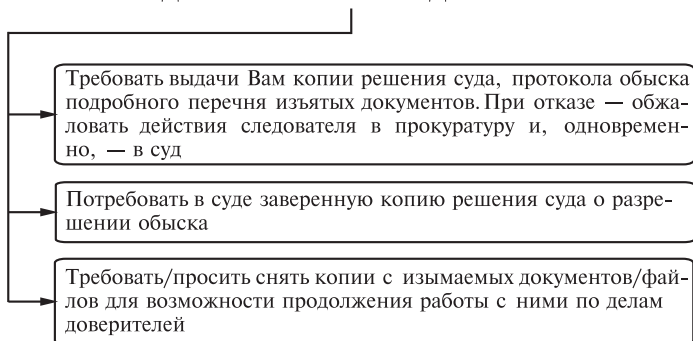 Требовать выдачи Вам копии решения суда, протокола обыска
подробного перечня изъятых документов. При отказе — обжа-
ловать действия следователя в прокуратуру и, одновремен-
но, — в суд
Потребовать в суде заверенную копию решения суда о разре-
шении обыска
Требовать/просить снять копии с изымаемых документов/фай-
лов для возможности продолжения работы с ними по делам
доверителей